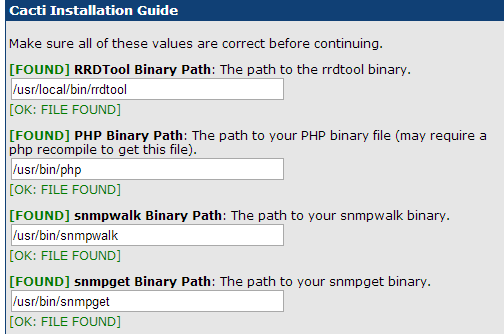 Cacti Installation Guide
Make sure all of these values are correct before continuing.
[FOUND] RRDTool Binary Path: The path to the rrdtool binary.
/usr/local/bin/rrdtool
[OK: FILE FOUND]
[FOUND] PHP Binary Path: The path to your PHP binary file (may require a
php recompile to get this file).
/usr/bin/php
[OK: FILE FOUND]
[FOUND] snmpwalk Binary Path: The path to your snmpwalk binary.
/usr/bin/snmpwalk
[OK: FILE FOUND]
[FOUND] snmpget Binary Path: The path to your snmpget binary.
/usr/bin/snmpget
[OK: FILE FOUND]